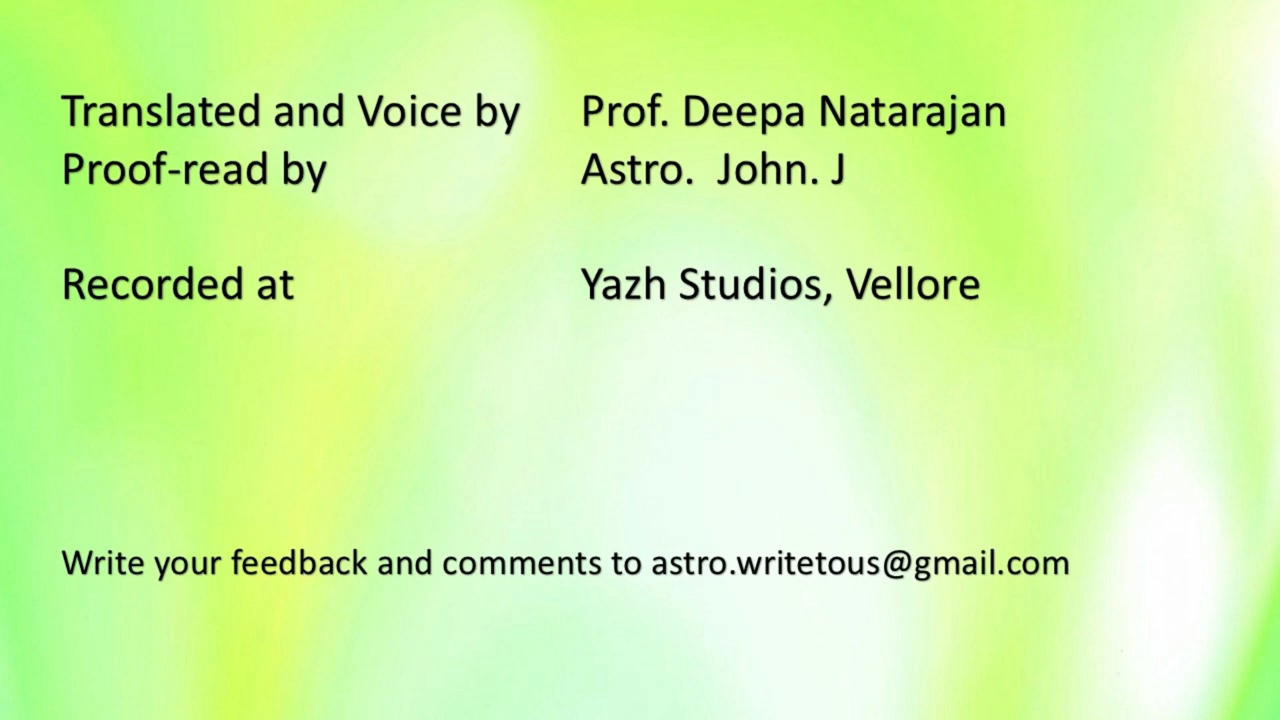 Translated and Voice by Prof. Deepa Natarajan
Proof-read by Astro. John. J
Recorded at Yazh Studios, Vellore
Write your feedback and comments to astro.writetous@gmail.com